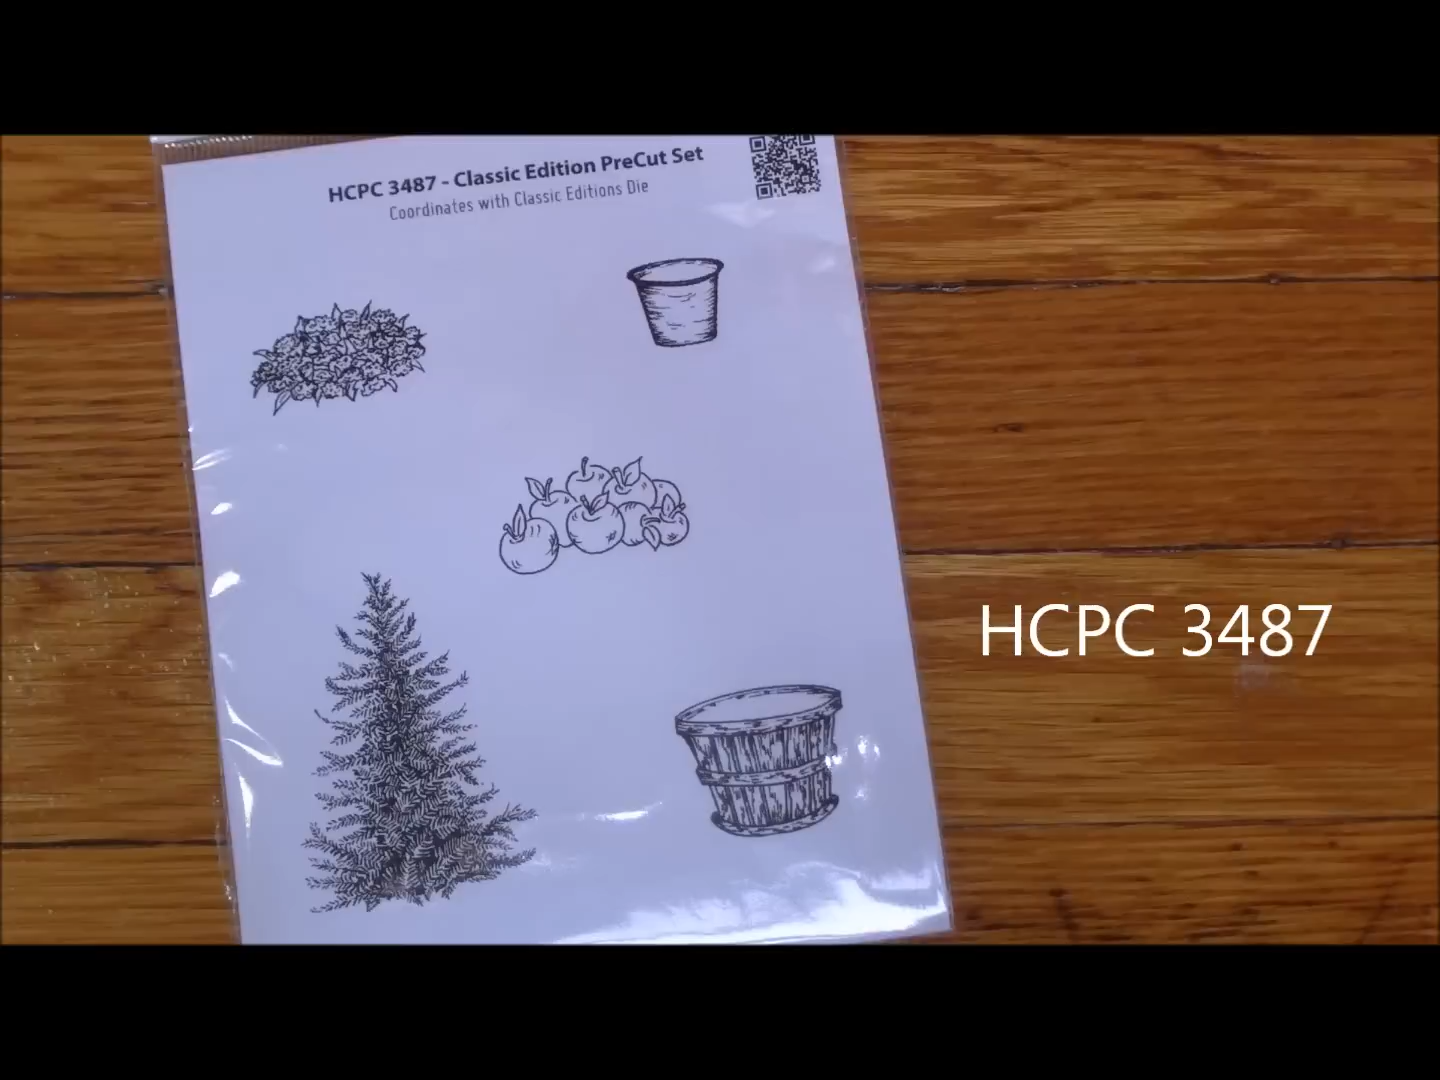 HCPC 3487 - Classic Edition PreCut Set
Coordinates with Classic Editions Die
HCPC 3487